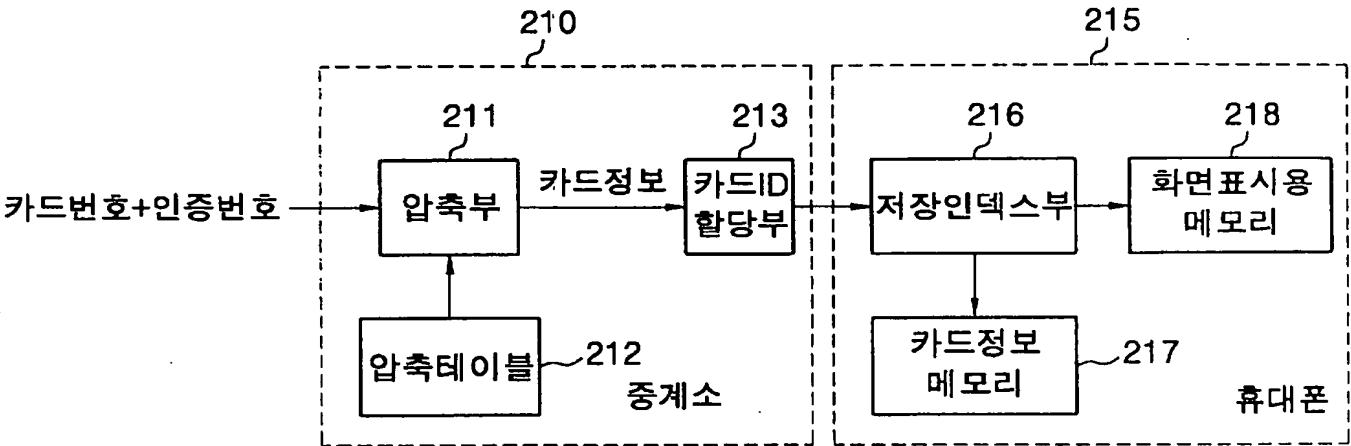 210
215
211
213
216
218
카드번호+인증번호
압축부
카드정보
카드ID
할당부
저장인덱스부
화면표시용
메모리
압축테이블
212
중계소
카드정보
메모리
217
휴대폰